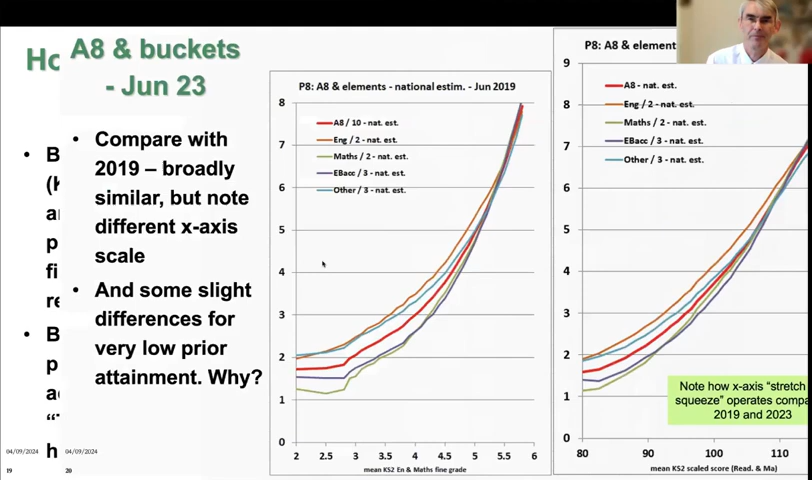 Ho
A8 & buckets
- Jun 23
• Compare with
2019 – broadly
similar, but note
different x-axis
scale
• And some slight
differences for
very low prior
attainment. Why?
• B
(K
ar
p
fi
re
• B
p
a
"T
h
04/09/2024
19
04/09/2024
20
P8: A8 & elements - national estim. - Jun 2019
A8 / 10 - nat. est.
Eng / 2 - nat. est.
Maths / 2 - nat. est.
EBacc / 3 - nat. est.
Other / 3 - nat. est.
8
7
6
5
4
3
2
1
0
2 2.5 3 3.5 4 4.5 5 5.5 6
mean KS2 En & Maths fine grade
P8: A8 & element
A8 - nat. est.
Eng / 2 - nat. est.
Maths / 2 - nat. est.
EBacc / 3 - nat. est.
Other / 3 - nat. est.
9
8
7
6
5
4
3
2
1
0
80 90 100 110
mean KS2 scaled score (Read. & Ma)
Note how x-axis "stretch
squeeze" operates compa
2019 and 2023